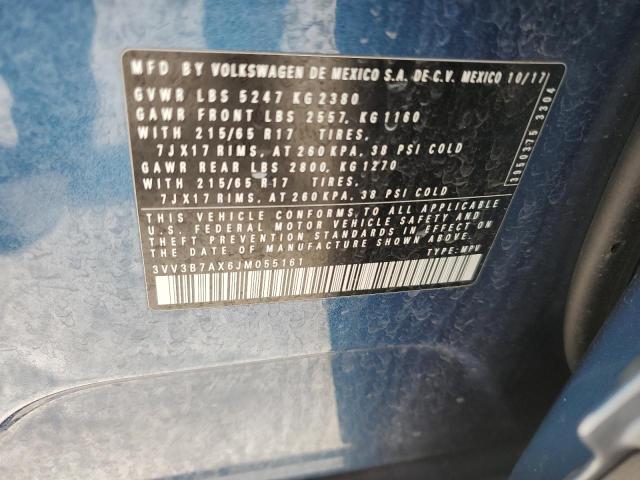 MFD BY VOLKSWAGEN DE MEXICO S.A. DE C.V. MEXICO 10/17
GVWR LBS 5247 KG 2380
GAWR FRONT LBS 2557, KG 1160
WITH 215/65 R17 TIRES,
7JX17 RIMS, AT 260 KPA, 38 PSI COLD
GAWR REAR LBS 2800, KG 1270
WITH 215/65 R17 TIRES,
7JX17 RIMS, AT 260 KPA, 38 PSI COLD
THIS VEHICLE CONFORMS TO ALL APPLICABLE
U.S. FEDERAL MOTOR VEHICLE SAFETY AND
THEFT PREVENTION STANDARDS IN EFFECT ON
THE DATE OF MANUFACTURE SHOWN ABOVE.
3VV3B7AX6JM055161 TYPE: MPV
3350375 3304